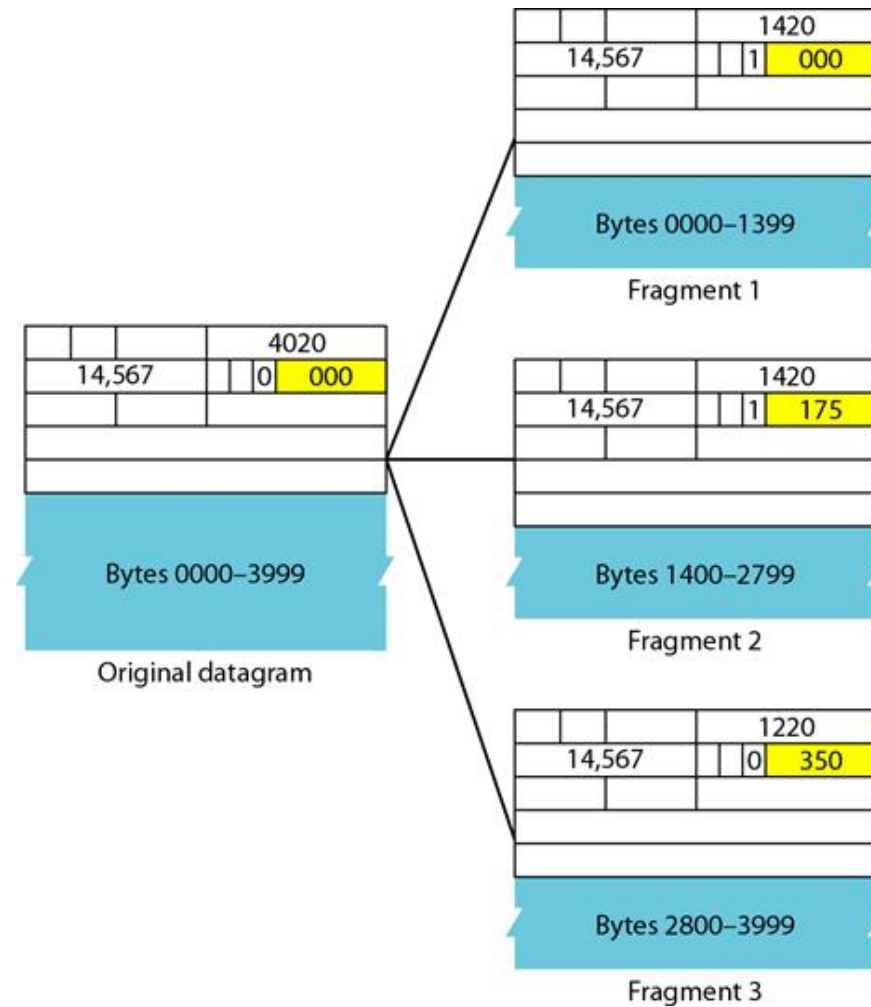 1420
14,567 1 000
Bytes 0000–1399
Fragment 1
4020
14,567 0 000
Bytes 0000–3999
Original datagram
1420
14,567 1 175
Bytes 1400–2799
Fragment 2
1220
14,567 0 350
Bytes 2800–3999
Fragment 3